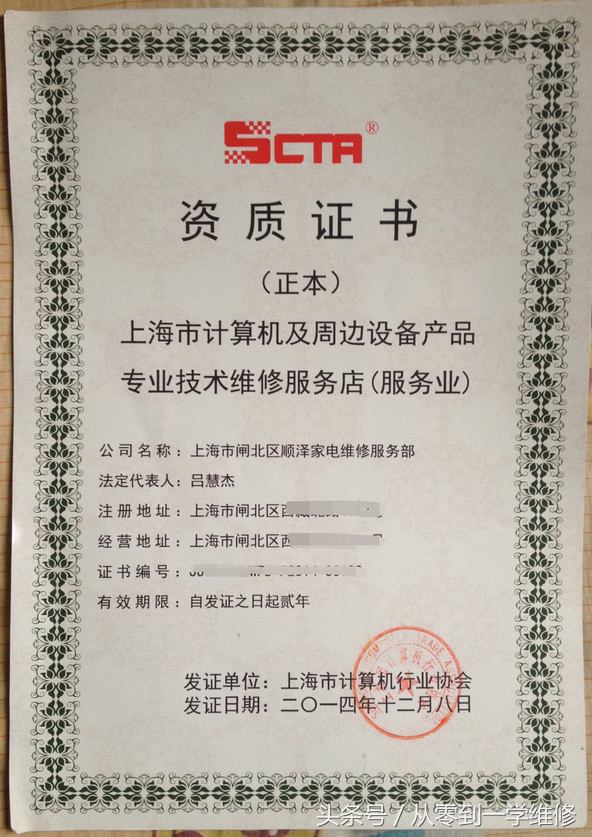 SCTA®
资质证书
（正本）
上海市计算机及周边设备产品
专业技术维修服务店(服务业)
公司名称：上海市闸北区顺泽家电维修服务部
法定代表人：吕慧杰
注册地址：上海市闸北区
经营地址：上海市闸北区西
证书编号：
有效期限：自发证之日起贰年
发证单位：上海市计算机行业协会
发证日期：二〇一四年十二月八日
头条号／从零到一学维修